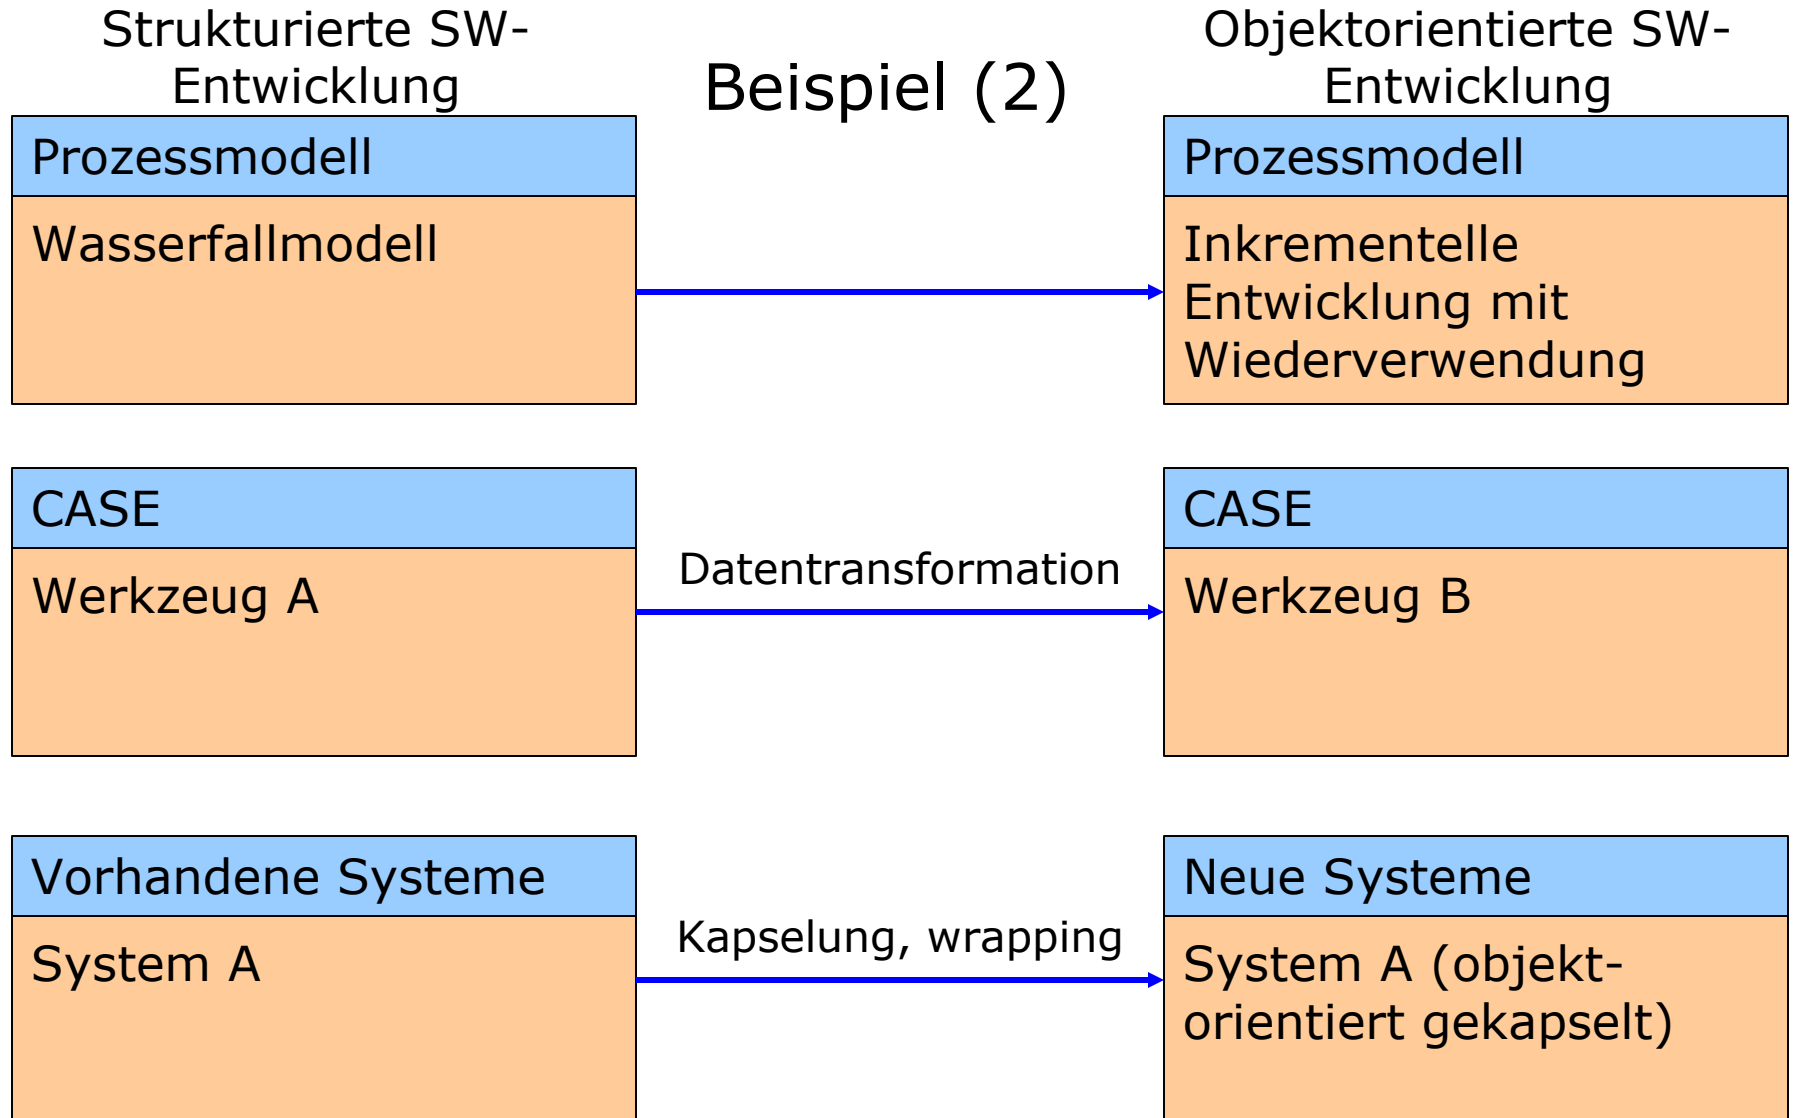 Strukturierte SW-
Entwicklung
Beispiel (2)
Objektorientierte SW-
Entwicklung
Prozessmodell
Wasserfallmodell
Prozessmodell
Inkrementelle
Entwicklung mit
Wiederverwendung
CASE
Werkzeug A
Datentransformation
CASE
Werkzeug B
Vorhandene Systeme
System A
Kapselung, wrapping
Neue Systeme
System A (objekt-
orientiert gekapselt)